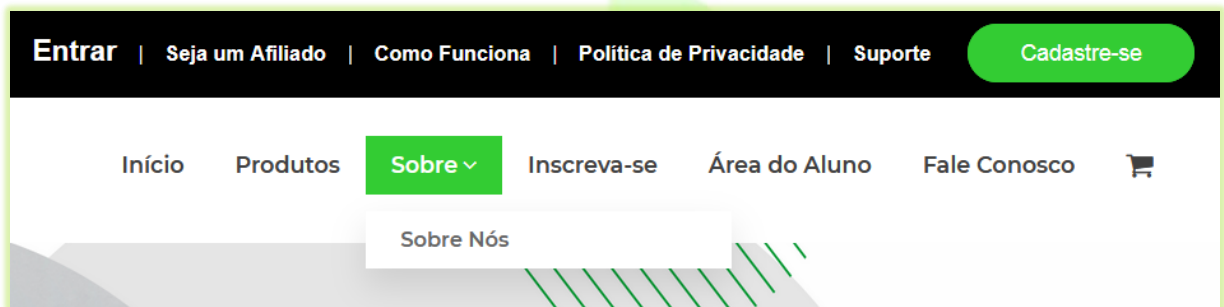 Entrar | Seja um Afiliado | Como Funciona | Política de Privacidade | Suporte Cadastre-se
Início Produtos Sobre Inscreva-se Área do Aluno Fale Conosco
Sobre Nós